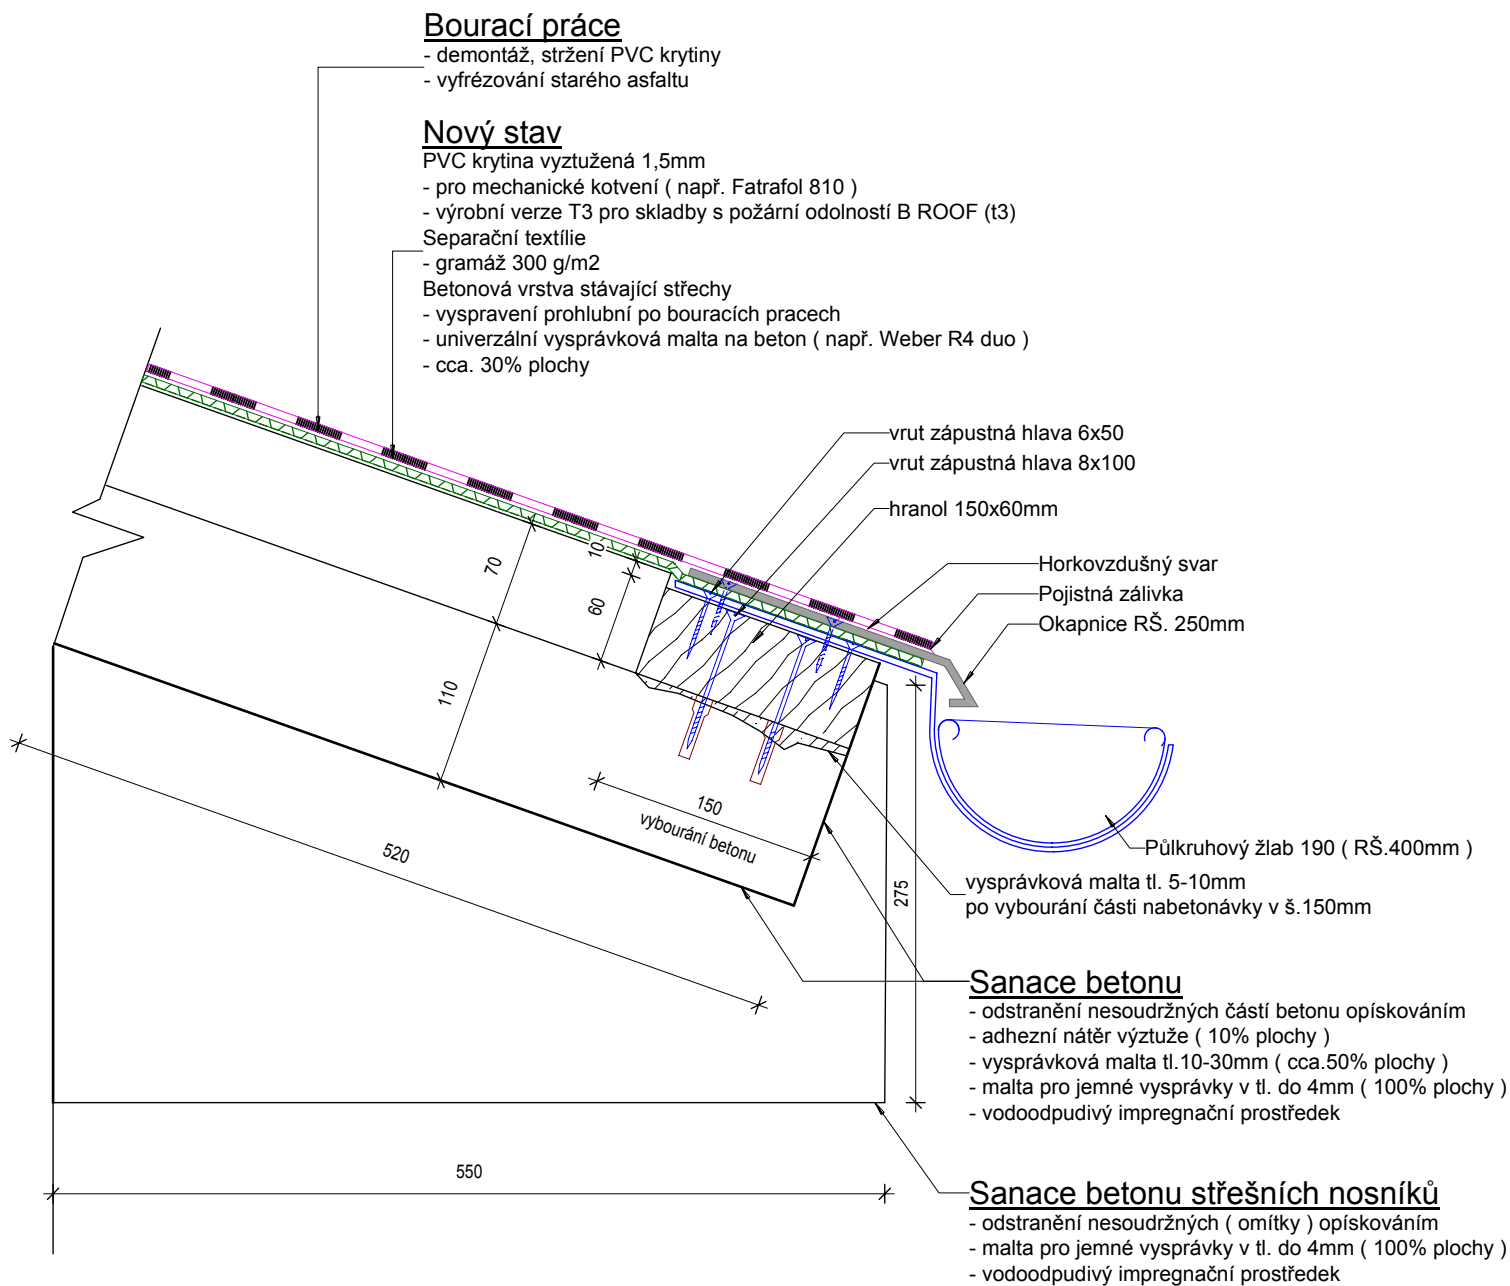 Bourací práce
- demontáž, stržení PVC krytiny
- vyfrézování starého asfaltu
Nový stav
PVC krytina vyztužená 1,5mm
- pro mechanické kotvení ( např. Fatrafol 810 )
- výrobní verze T3 pro skladby s požární odolností B ROOF (t3)
Separační textílie
- gramáž 300 g/m2
Betonová vrstva stávající střechy
- vyspravení prohlubní po bouracích pracech
- univerzální vysprávková malta na beton ( např. Weber R4 duo )
- cca. 30% plochy
vrut zápustná hlava 6x50
vrut zápustná hlava 8x100
hranol 150x60mm
Horkovzdušný svar
Pojistná zálivka
Okapnice RŠ. 250mm
70
10
60
110
150
vybourání betonu
520
275
Půlkruhový žlab 190 ( RŠ.400mm )
vysprávková malta tl. 5-10mm
po vybourání části nabetonávky v š.150mm
Sanace betonu
- odstranění nesoudržných částí betonu opískováním
- adhezní nátěr výztuže ( 10% plochy )
- vysprávková malta tl.10-30mm ( cca.50% plochy )
- malta pro jemné vysprávky v tl. do 4mm ( 100% plochy )
- vodoodpudivý impregnační prostředek
550
Sanace betonu střešních nosníků
- odstranění nesoudržných ( omítky ) opískováním
- malta pro jemné vysprávky v tl. do 4mm ( 100% plochy )
- vodoodpudivý impregnační prostředek